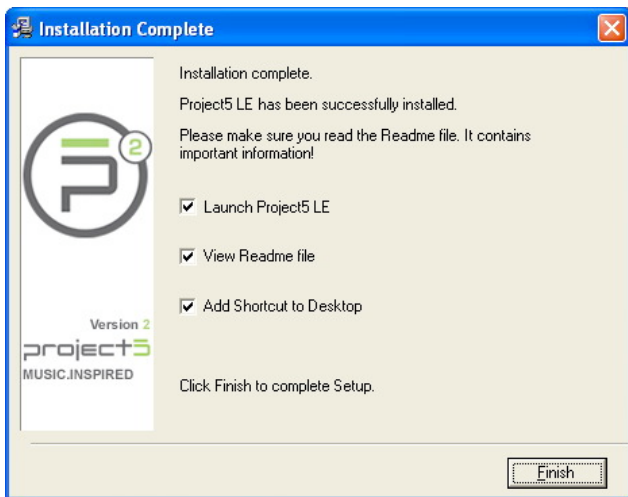 Installation Complete
Installation complete.
Project5 LE has been successfully installed.
Please make sure you read the Readme file. It contains
important information!
2
Launch Project5 LE
View Readme file
Add Shortcut to Desktop
Version 2
project5
MUSIC.INSPIRED
Click Finish to complete Setup.
Finish